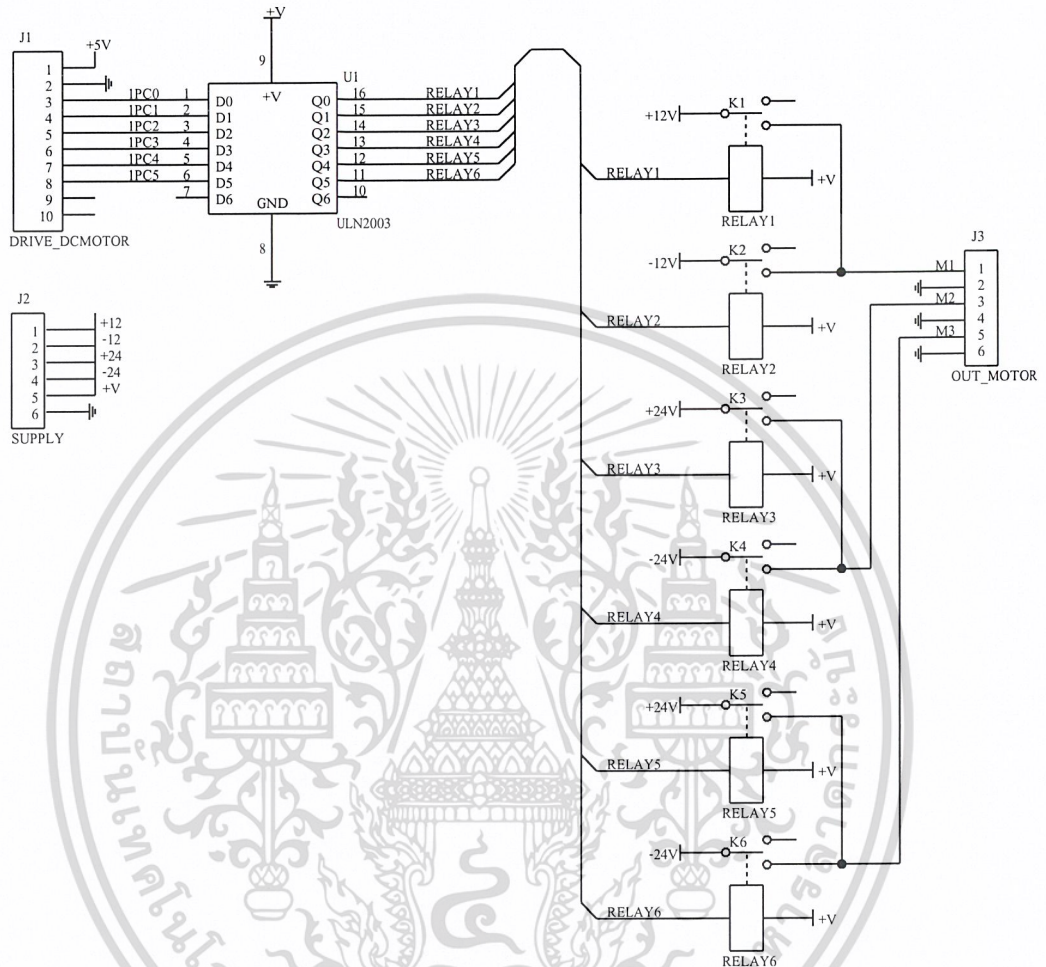 J1
+5V
1
2
3
4
5
6
7
8
9
10
DRIVE_DCMOTOR
1PC0
1PC1
1PC2
1PC3
1PC4
1PC5
+V
9
U1
+V
1 D0 Q0 16
2 D1 Q1 15
3 D2 Q2 14
4 D3 Q3 13
5 D4 Q4 12
6 D5 Q5 11
7 D6 Q6 10
GND
8
ULN2003
RELAY1
RELAY2
RELAY3
RELAY4
RELAY5
RELAY6
J2
1 +12
2 -12
3 +24
4 -24
5 +V
6
SUPPLY
+12V K1
RELAY1 +V
RELAY1
-12V K2
RELAY2 +V
RELAY2
+24V K3
RELAY3 +V
RELAY3
-24V K4
RELAY4 +V
RELAY4
+24V K5
RELAY5 +V
RELAY5
-24V K6
RELAY6 +V
RELAY6
J3
M1 1
2
M2 3
4
M3 5
6
OUT_MOTOR